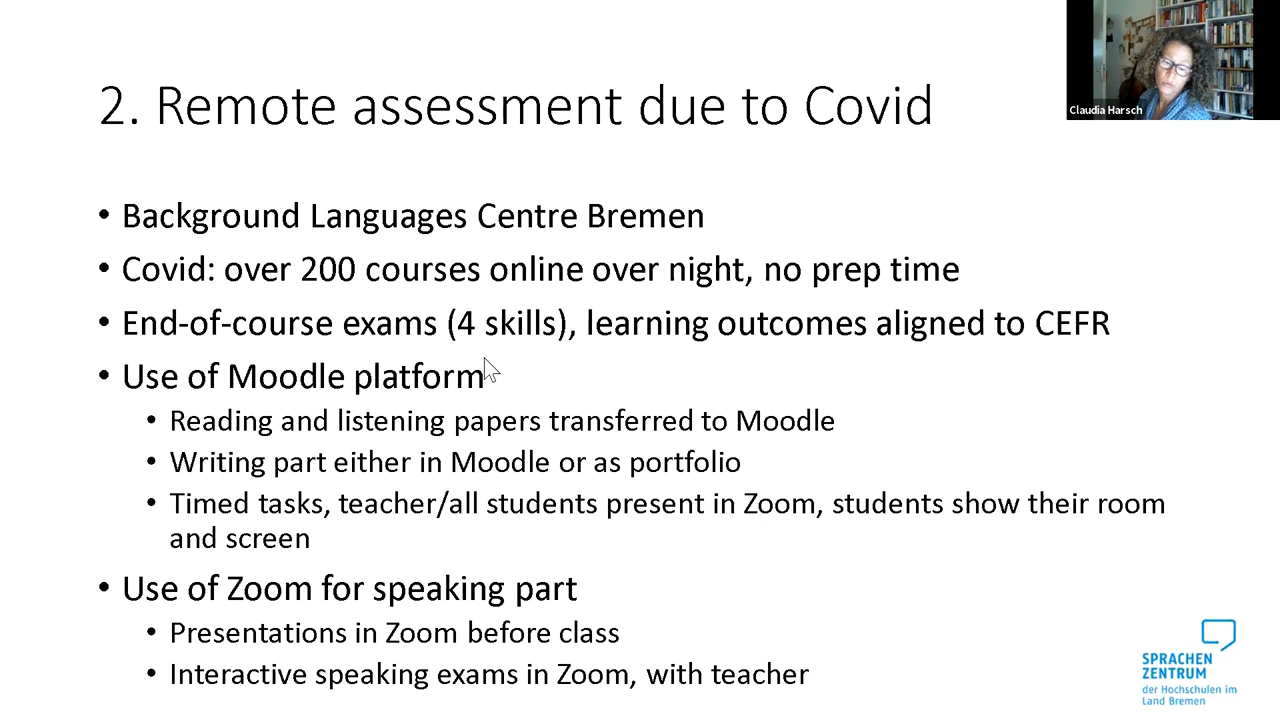 Claudia Harsch
2. Remote assessment due to Covid
• Background Languages Centre Bremen
• Covid: over 200 courses online over night, no prep time
• End-of-course exams (4 skills), learning outcomes aligned to CEFR
• Use of Moodle platform
• Reading and listening papers transferred to Moodle
• Writing part either in Moodle or as portfolio
• Timed tasks, teacher/all students present in Zoom, students show their room
and screen
• Use of Zoom for speaking part
• Presentations in Zoom before class
• Interactive speaking exams in Zoom, with teacher
SPRACHEN
ZENTRUM
der Hochschulen im
Land Bremen